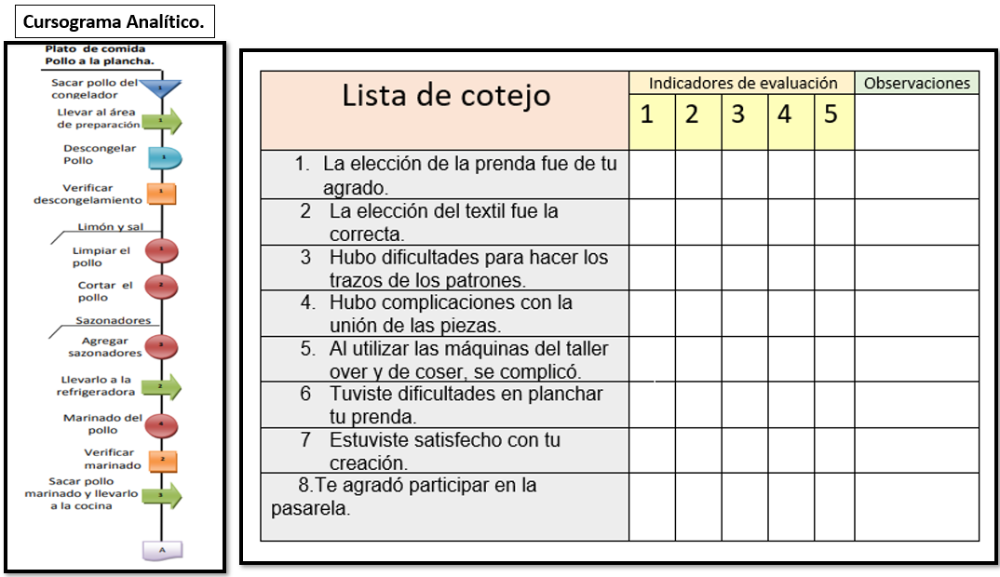 Cursograma Analítico.
Plato de comida
Pollo a la plancha.
Sacar pollo del
congelador
1
Llevar al área
de preparación
1
Descongelar
Pollo
1
Verificar
descongelamiento
1
Limón y sal
Limpiar el
pollo
1
Cortar el
pollo
2
Sazonadores
Agregar
sazonadores
3
Llevarlo a la
refrigeradora
2
Marinado del
pollo
4
Verificar
marinado
2
Sacar pollo
marinado y llevarlo
a la cocina
3
A
Lista de cotejo
Indicadores de evaluación
Observaciones
1 2 3 4 5
1. La elección de la prenda fue de tu
agrado.
2 La elección del textil fue la
correcta.
3 Hubo dificultades para hacer los
trazos de los patrones.
4. Hubo complicaciones con la
unión de las piezas.
5. Al utilizar las máquinas del taller
over y de coser, se complicó.
6 Tuviste dificultades en planchar
tu prenda.
7 Estuviste satisfecho con tu
creación.
8.Te agradó participar en la
pasarela.